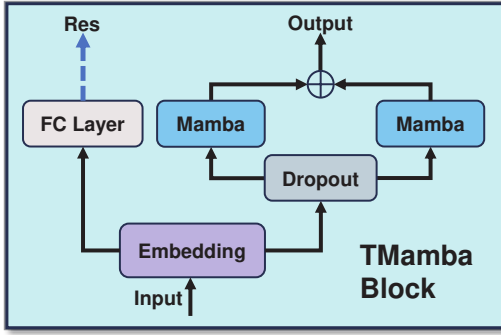 Res
Output
FC Layer
Mamba
Mamba
Dropout
Embedding
TMamba
Block
Input